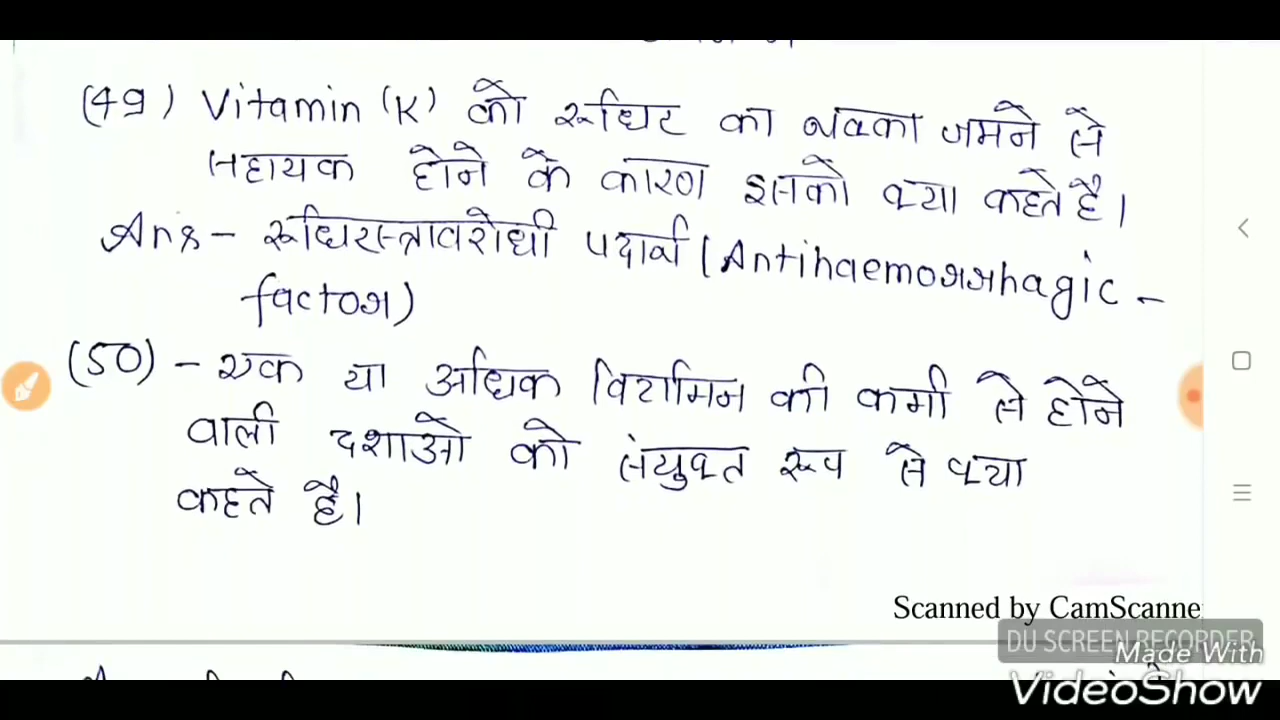 (49) Vitamin (K) को रूधिर का थक्का जमने से
सहायक होने के कारण इसको क्या कहते है।
Ans - रूधिरस्त्रावरोधी पदार्थ (Antihaemorrhagic -
factor)
(50) - एक या अधिक विटामिन की कमी से होने
वाली दशाओ को संयुक्त रूप से क्या
कहते है।
Scanned by CamScanne
DU SCREEN RECORDER
Made With
VideoShow